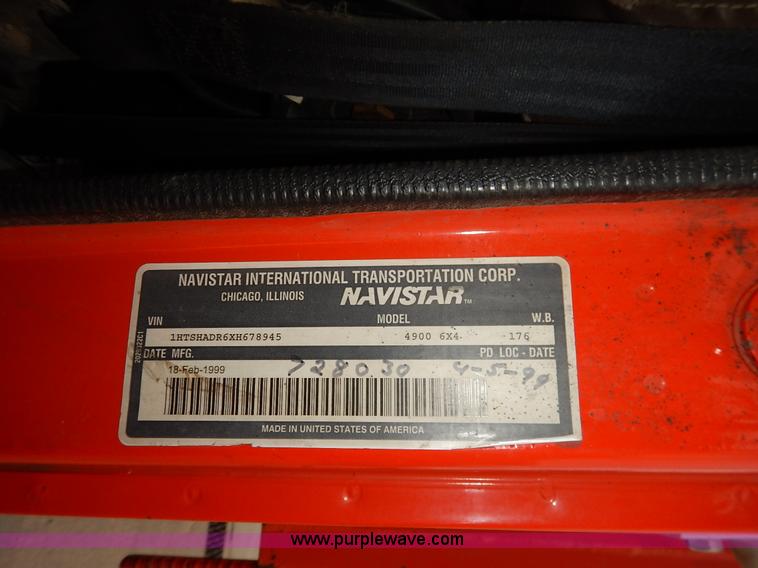 NAVISTAR INTERNATIONAL TRANSPORTATION CORP.
CHICAGO, ILLINOIS NAVISTAR TM
VIN MODEL W.B.
1HTSHADR6XH678945 4900 6X4 -176
DATE MFG. PD LOC - DATE
18-Feb-1999 728030 4-5-99
MADE IN UNITED STATES OF AMERICA
www.purplewave.com